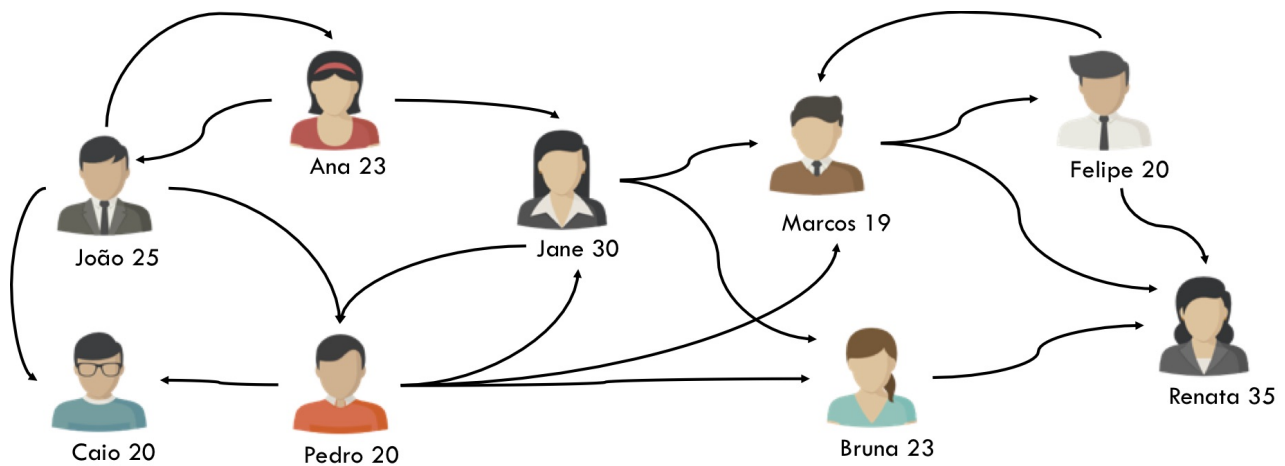 Ana 23
Felipe 20
Marcos 19
João 25
Jane 30
Renata 35
Caio 20
Pedro 20
Bruna 23